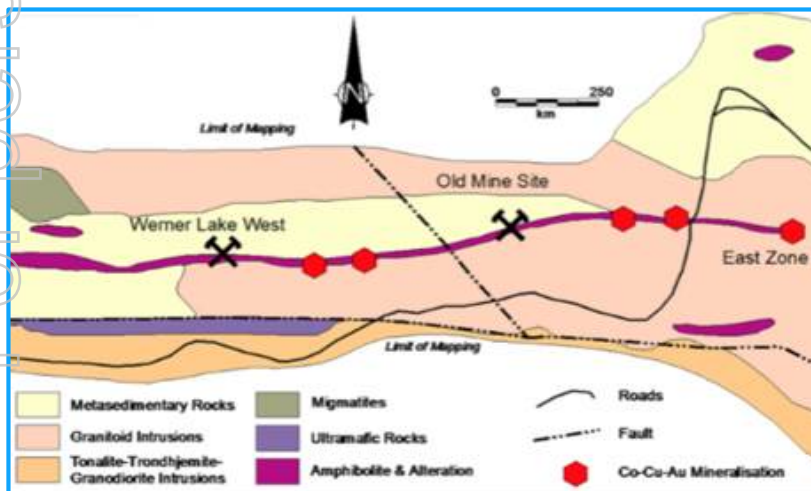 N
0 250
km
Limit of Mapping
Old Mine Site
Werner Lake West
East Zone
Limit of Mapping
Metasedimentary Rocks
Granitoid Intrusions
Tonalite-Trondhjemite-
Granodiorite Intrusions
Migmatites
Ultramafic Rocks
Amphibolite & Alteration
Roads
Fault
Co-Cu-Au Mineralisation